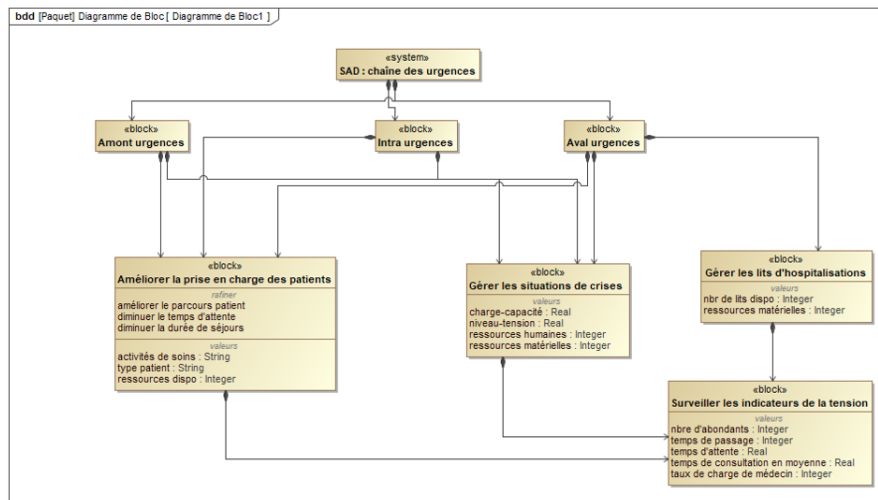 bdd [Paquet] Diagramme de Bloc [ Diagramme de Bloc1 ]
«system»
SAD : chaîne des urgences
«block»
Amont urgences
«block»
Intra urgences
«block»
Aval urgences
«block»
Améliorer la prise en charge des patients
refiner
améliorer le parcours patient
diminuer le temps d'attente
diminuer la durée de séjours
valeurs
activités de soins : String
type patient : String
ressources dispo : Integer
«block»
Gérer les situations de crises
valeurs
charge-capacité : Real
niveau-tension : Real
ressources humaines : Integer
ressources matérielles : Integer
«block»
Gérer les lits d'hospitalisations
valeurs
nbr de lits dispo : Integer
ressources matérielles : Integer
«block»
Surveiller les indicateurs de la tension
valeurs
nbre d'abondants : Integer
temps de passage : Integer
temps d'attente : Real
temps de consultation en moyenne : Real
taux de charge de médecin : Integer